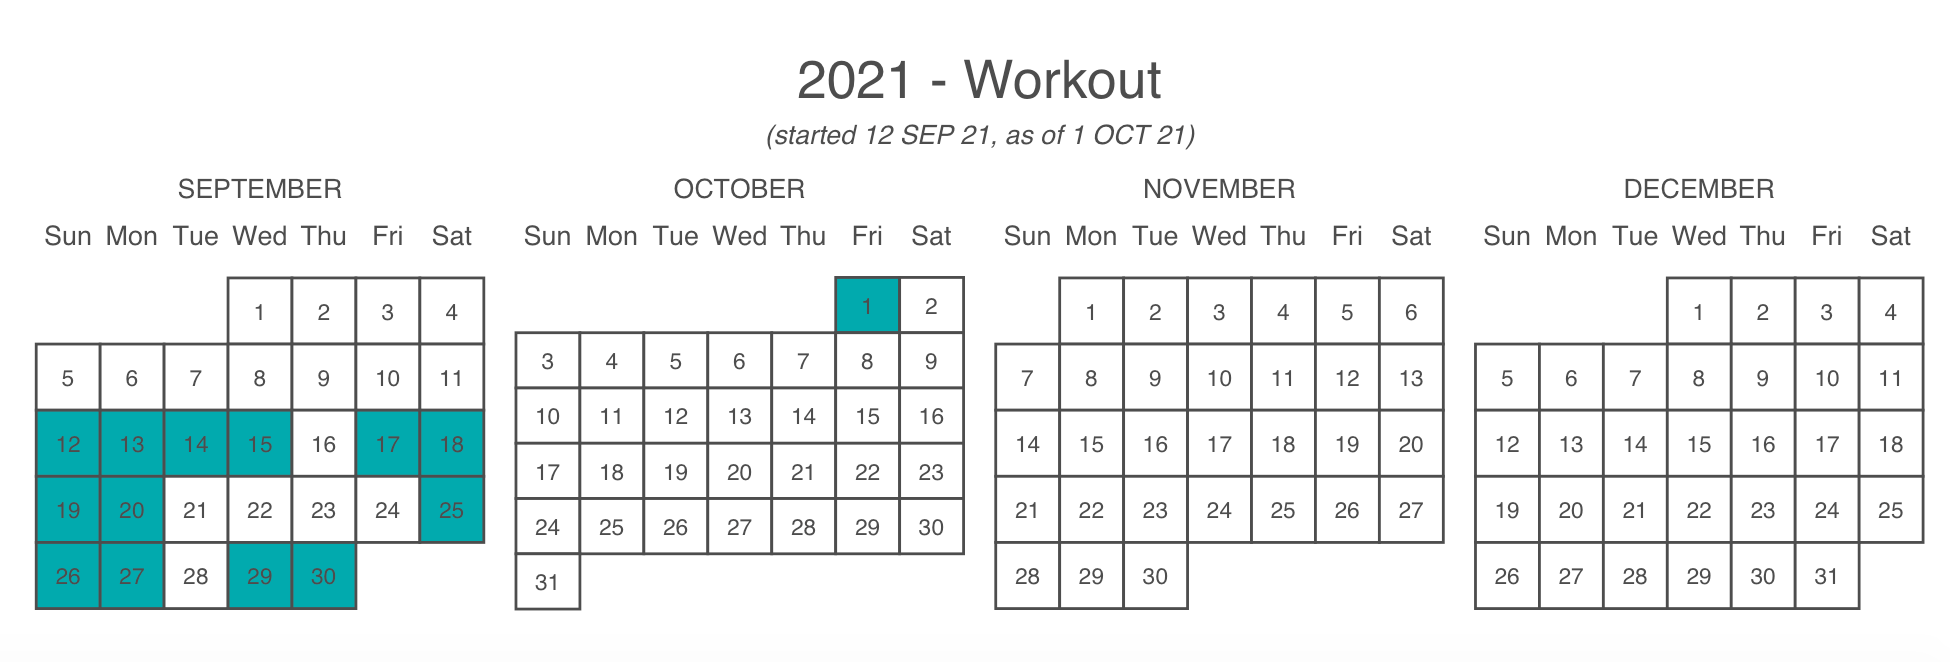 2021 - Workout
(started 12 SEP 21, as of 1 OCT 21)
SEPTEMBER
Sun Mon Tue Wed Thu Fri Sat
1 2 3 4
5 6 7 8 9 10 11
12 13 14 15 16 17 18
19 20 21 22 23 24 25
26 27 28 29 30
OCTOBER
Sun Mon Tue Wed Thu Fri Sat
1 2
3 4 5 6 7 8 9
10 11 12 13 14 15 16
17 18 19 20 21 22 23
24 25 26 27 28 29 30
31
NOVEMBER
Sun Mon Tue Wed Thu Fri Sat
1 2 3 4 5 6
7 8 9 10 11 12 13
14 15 16 17 18 19 20
21 22 23 24 25 26 27
28 29 30
DECEMBER
Sun Mon Tue Wed Thu Fri Sat
1 2 3 4
5 6 7 8 9 10 11
12 13 14 15 16 17 18
19 20 21 22 23 24 25
26 27 28 29 30 31